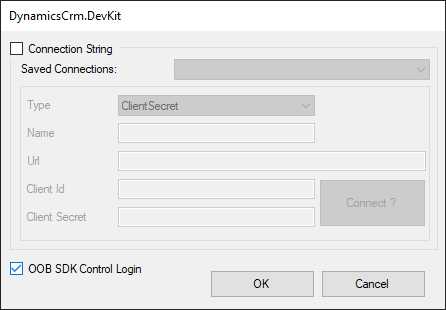 DynamicsCrm.DevKit
Connection String
Saved Connections:
Type
ClientSecret
Name
Url
Client Id
Client Secret
Connect ?
OOB SDK Control Login
OK
Cancel